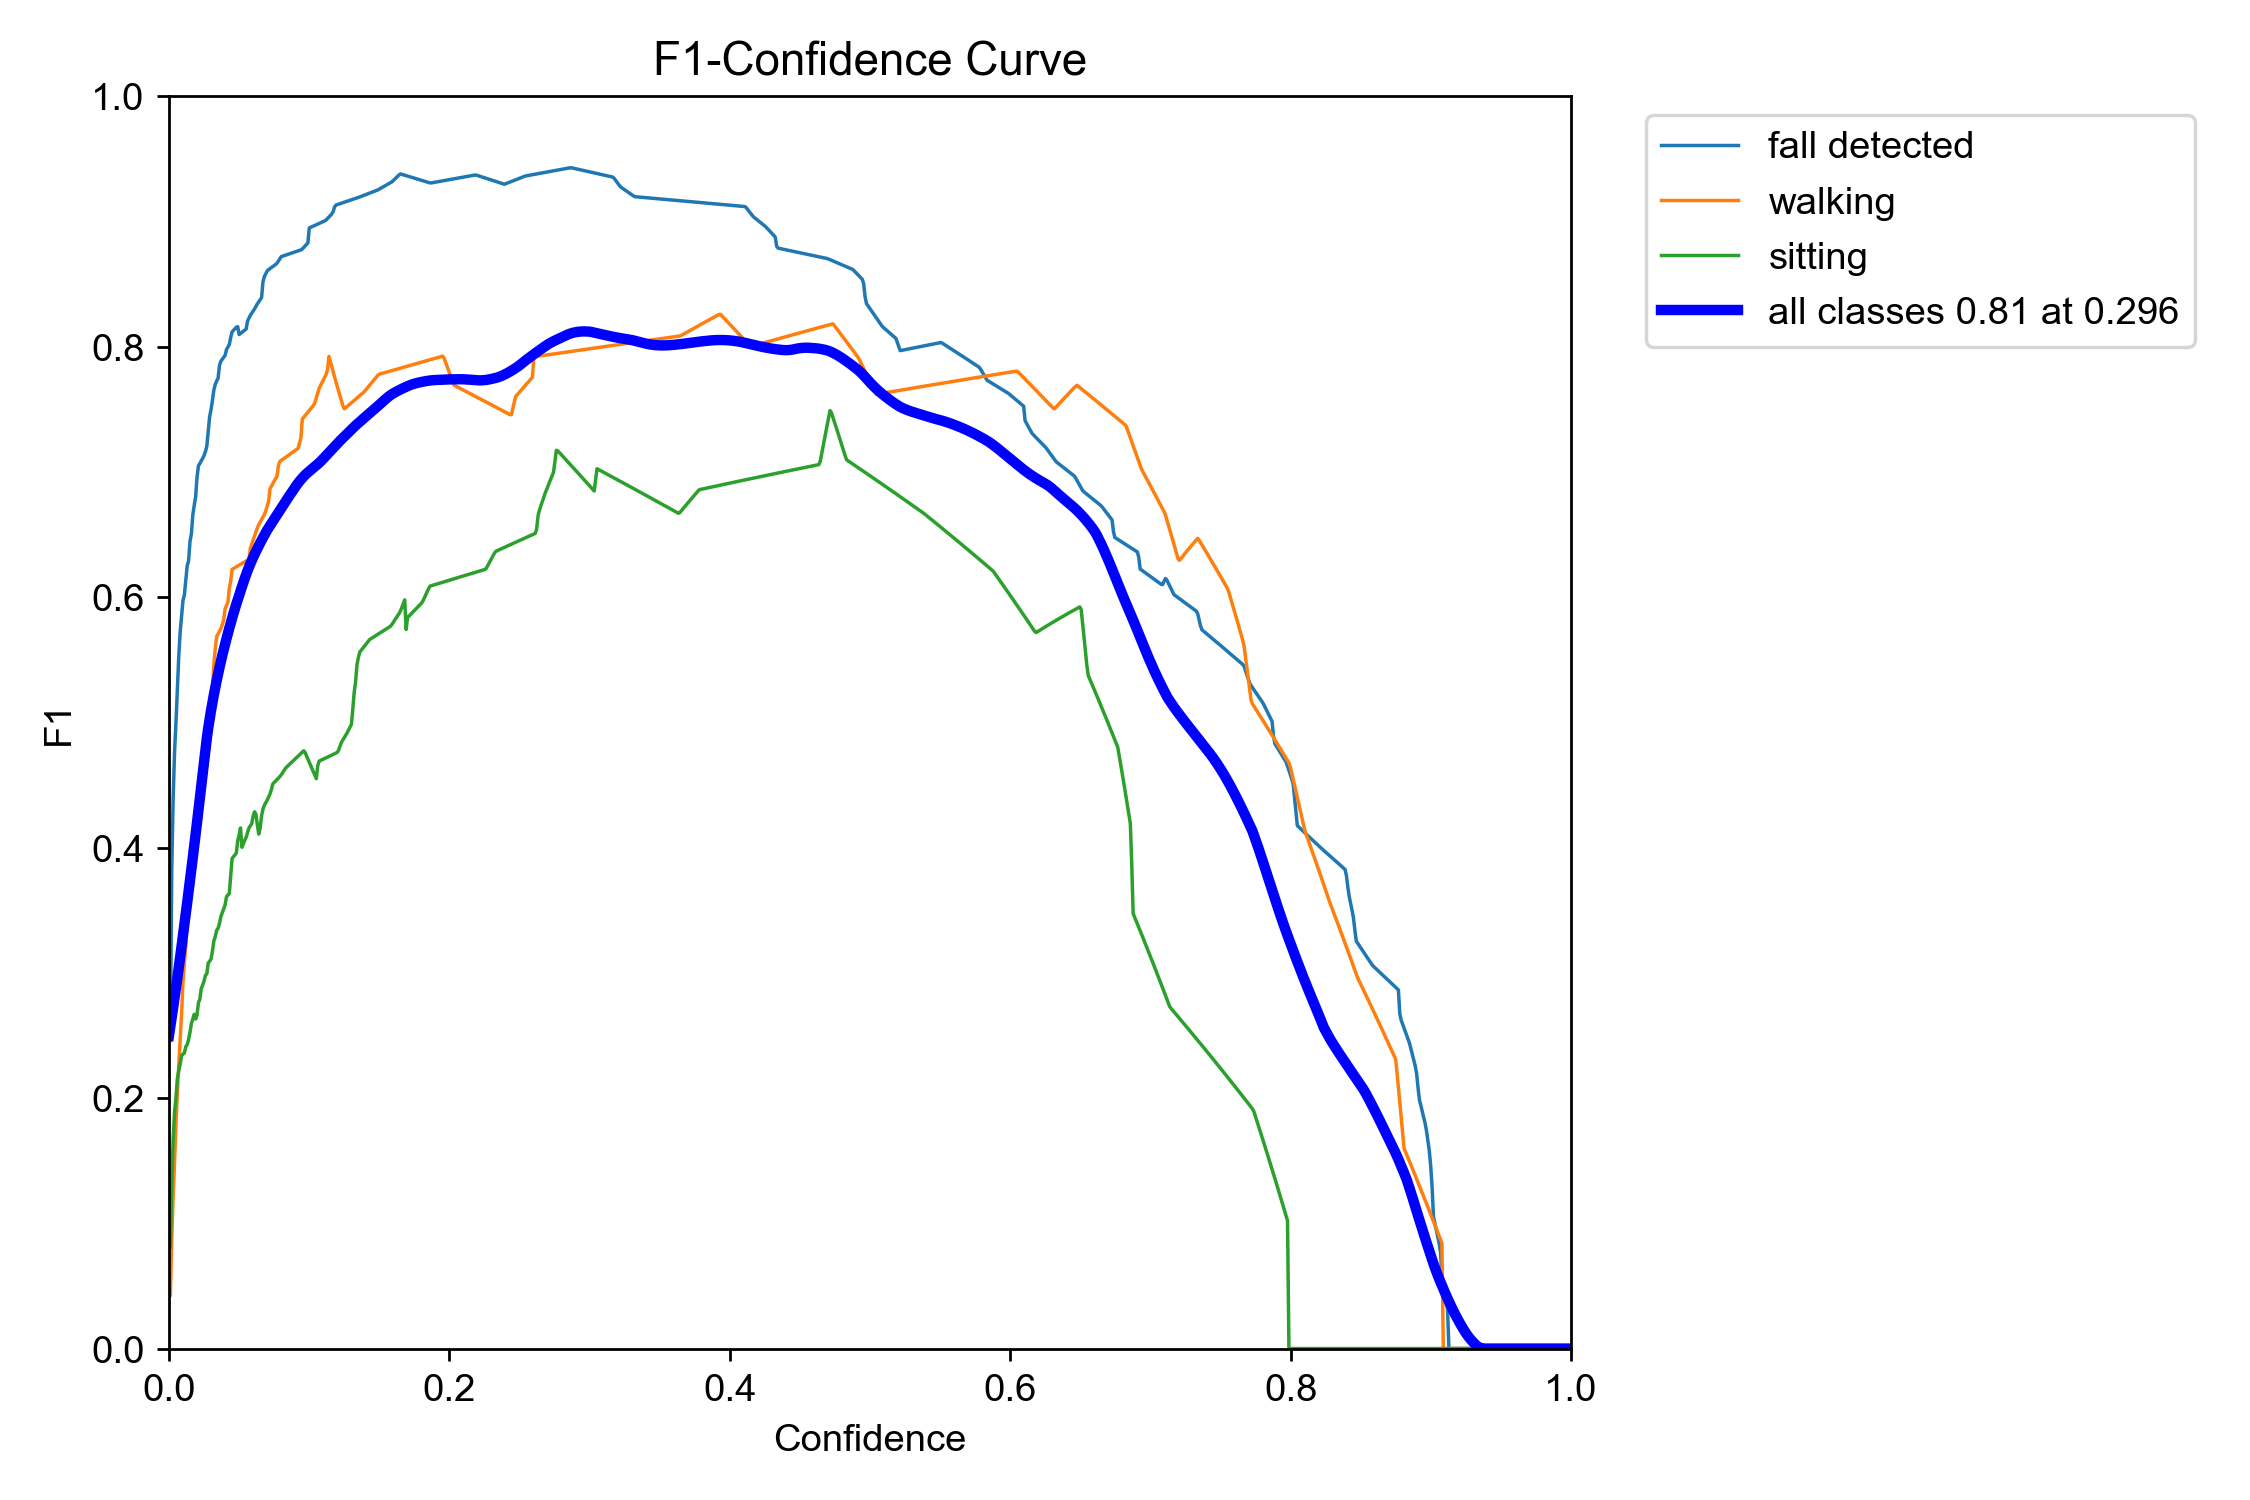 F1-Confidence Curve
1.0
0.8
0.6
0.4
0.2
0.0
F1
0.0 0.2 0.4 0.6 0.8 1.0
Confidence
fall detected
walking
sitting
all classes 0.81 at 0.296